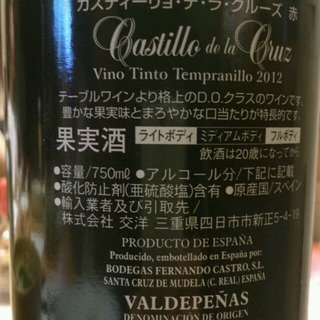 カスティーリョ・デ・ラ・クルーズ 赤
Castillo de la Cruz
Vino Tinto Tempranillo 2012
テーブルワインより格上のD.O.クラスのワインです。
豊かな果実味とまろやかな口当たりが特長的です。
果実酒 ライトボディ ミディアムボディ フルボディ
飲酒は20歳になってから
●容量/750ml ●アルコール分/下記に記載
●酸化防止剤(亜硫酸塩)含有 ●原産国/スペイン
●輸入業者及び引取先/
株式会社 交洋 三重県四日市市新正5-4-19
PRODUCTO DE ESPAÑA
Producido, embotellado en España por:
BODEGAS FERNANDO CASTRO, S.L.
SANTA CRUZ DE MUDELA (C. REAL) ESPAÑA
VALDEPEÑAS
DENOMINACIÓN DE ORIGEN